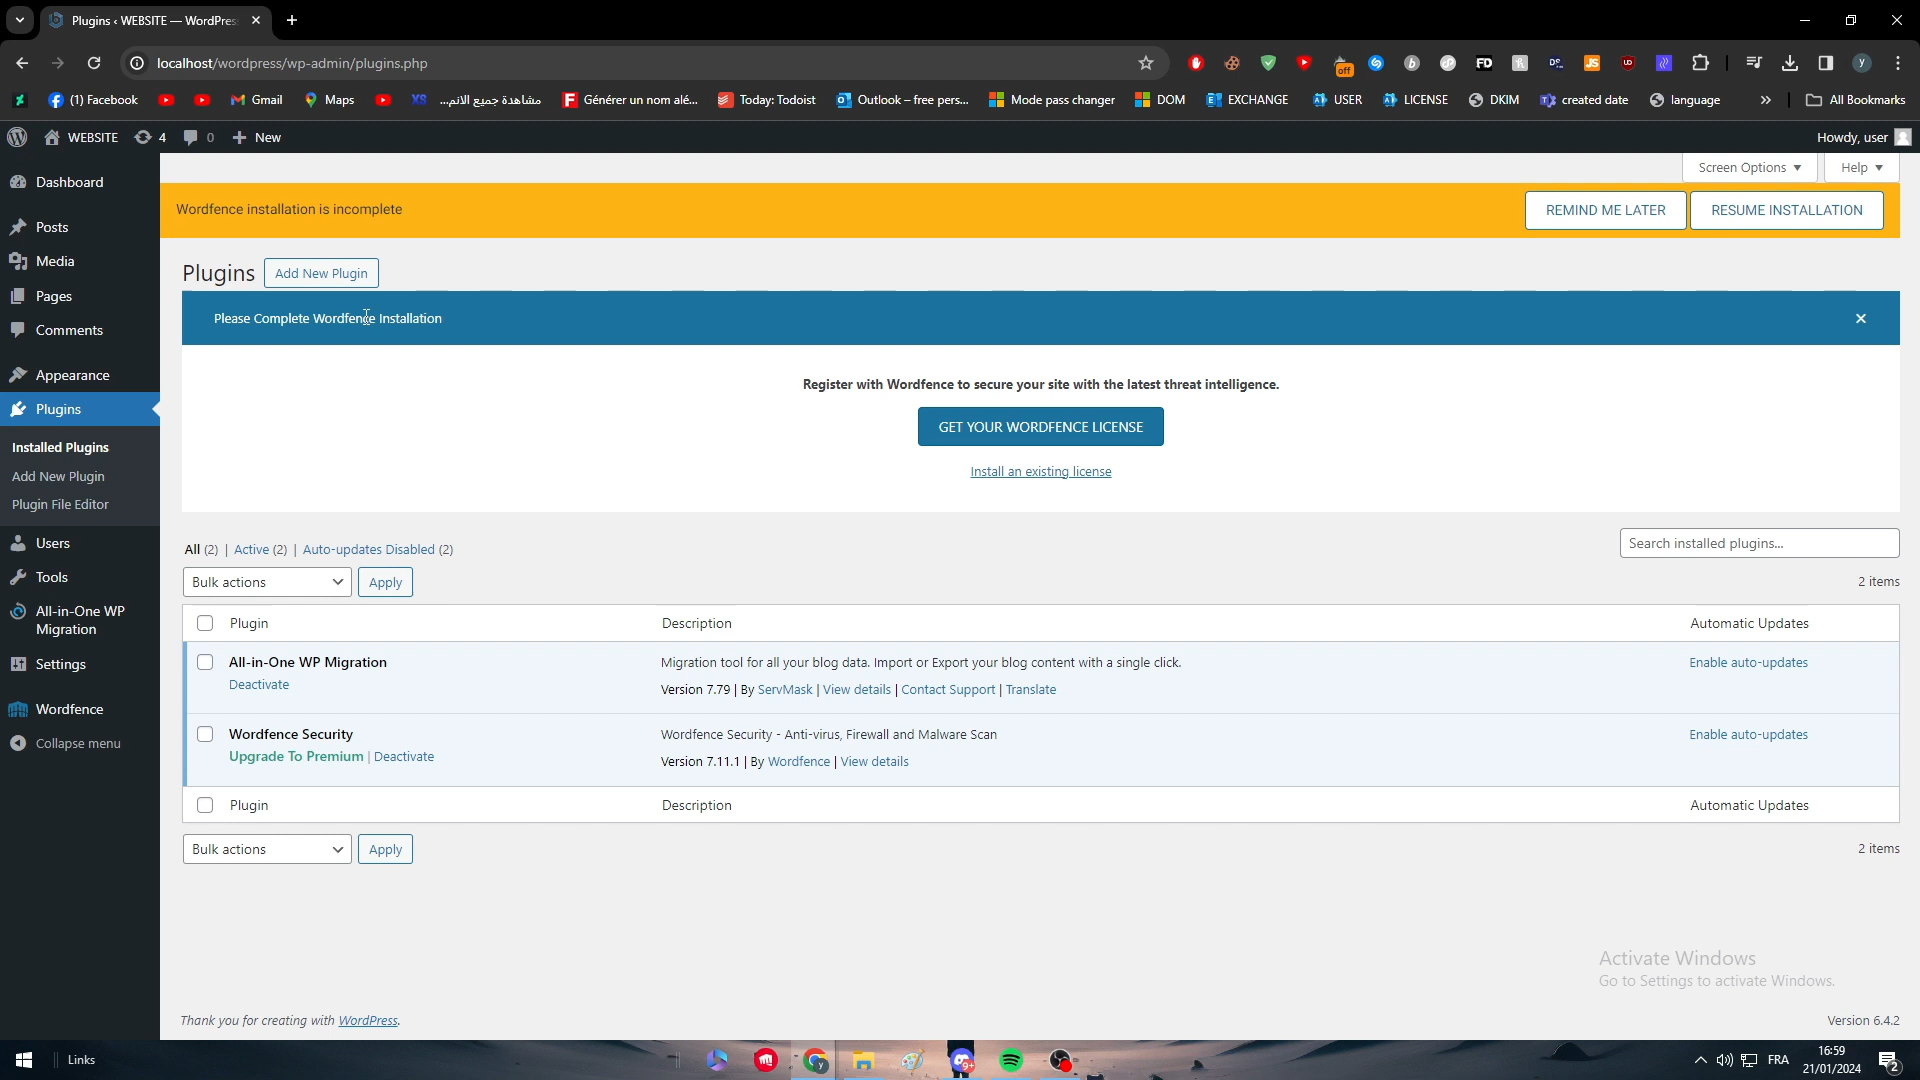 Plugins ‹ WEBSITE — WordPres
localhost/wordpress/wp-admin/plugins.php
off
FD
JS
(1) Facebook
Gmail
Maps
مشاهدة جميع الانم...
Générer un nom alé...
Today: Todoist
Outlook – free pers...
Mode pass changer
DOM
EXCHANGE
USER
LICENSE
DKIM
created date
language
»
All Bookmarks
WEBSITE
4
0
New
Howdy, user
Screen Options
Help
Dashboard
Posts
Media
Pages
Comments
Appearance
Plugins
Installed Plugins
Add New Plugin
Plugin File Editor
Users
Tools
All-in-One WP
Migration
Settings
Wordfence
Collapse menu
Wordfence installation is incomplete
REMIND ME LATER
RESUME INSTALLATION
Plugins
Add New Plugin
Please Complete Wordfence Installation
Register with Wordfence to secure your site with the latest threat intelligence.
GET YOUR WORDFENCE LICENSE
Install an existing license
All (2) | Active (2) | Auto-updates Disabled (2)
Search installed plugins...
Bulk actions
Apply
2 items
Plugin
Description
Automatic Updates
All-in-One WP Migration
Deactivate
Migration tool for all your blog data. Import or Export your blog content with a single click.
Version 7.79 | By ServMask | View details | Contact Support | Translate
Enable auto-updates
Wordfence Security
Upgrade To Premium | Deactivate
Wordfence Security - Anti-virus, Firewall and Malware Scan
Version 7.11.1 | By Wordfence | View details
Enable auto-updates
Plugin
Description
Automatic Updates
Bulk actions
Apply
2 items
Activate Windows
Go to Settings to activate Windows.
Thank you for creating with WordPress.
Version 6.4.2
Links
9+
FRA
16:59
21/01/2024
2